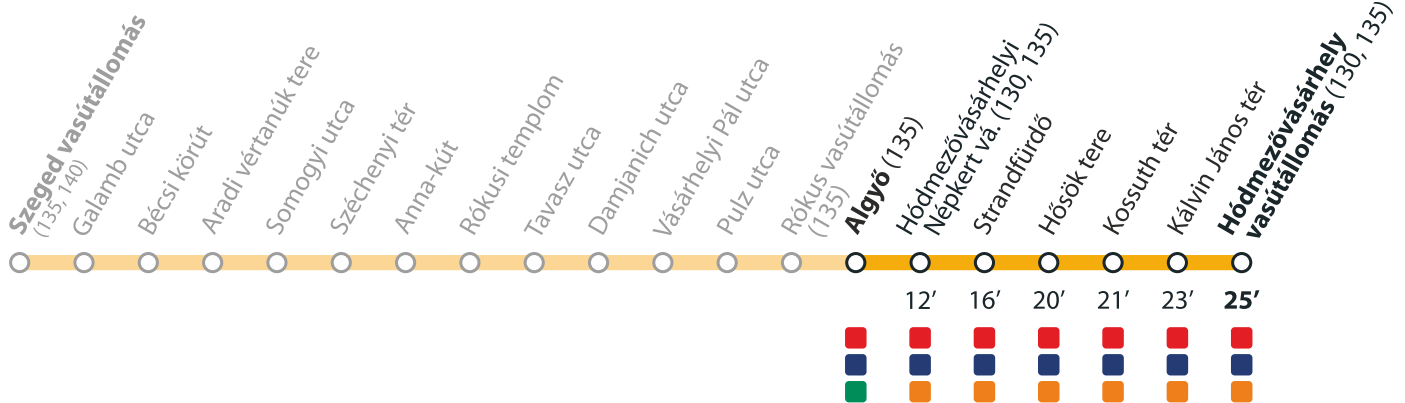 Szeged vasútállomás
(135, 140)
Galamb utca
Bécsi körút
Aradi vértanúk tere
Somogyi utca
Széchenyi tér
Anna-kút
Rókusi templom
Tavasz utca
Damjanich utca
Vásárhelyi Pál utca
Pulz utca
Rókus vasútállomás
(135)
Algyő (135)
Hódmezővásárhelyi
Népkert vá. (130, 135)
Strandfürdő
Hősök tere
Kossuth tér
Kálvin János tér
Hódmezővásárhely
vasútállomás (130, 135)
12’ 16’ 20’ 21’ 23’ 25’